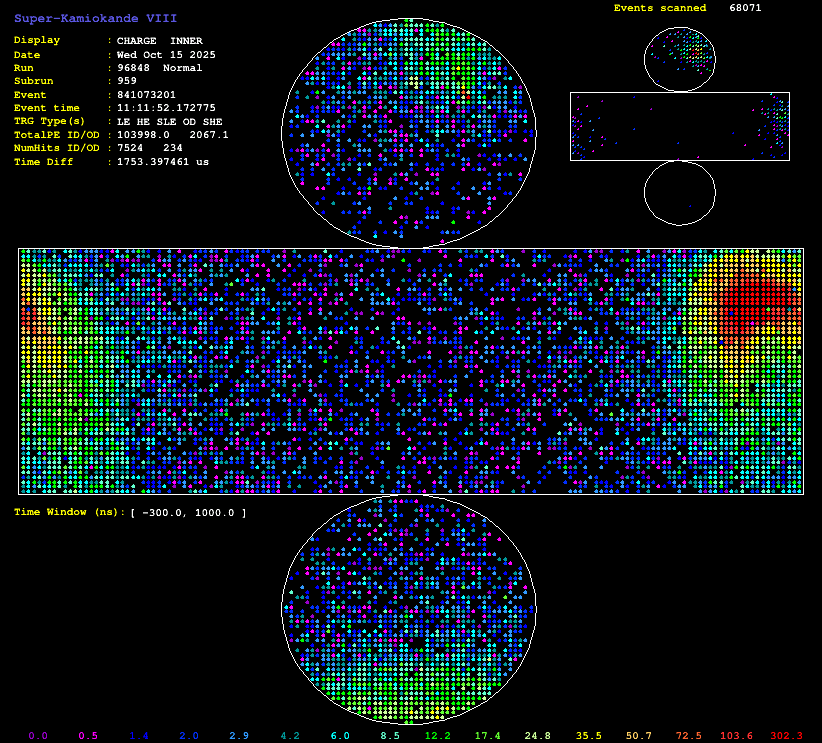 Super-Kamiokande VIII
Events scanned 68071
Display : CHARGE INNER
Date : Wed Oct 15 2025
Run : 96848 Normal
Subrun : 959
Event : 841073201
Event time : 11:11:52.172775
TRG Type(s) : LE HE SLE OD SHE
TotalPE ID/OD : 103998.0 2067.1
NumHits ID/OD : 7524 234
Time Diff : 1753.397461 us
Time Window (ns): [ -300.0, 1000.0 ]
0.0 0.5 1.4 2.0 2.9 4.2 6.0 8.5 12.2 17.4 24.8 35.5 50.7 72.5 103.6 302.3